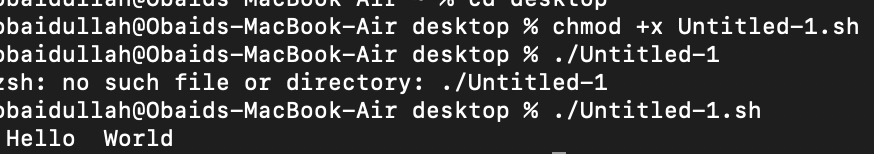 obaidullah@Obaids-MacBook-Air ~ % cd desktop
obaidullah@Obaids-MacBook-Air desktop % chmod +x Untitled-1.sh
obaidullah@Obaids-MacBook-Air desktop % ./Untitled-1
zsh: no such file or directory: ./Untitled-1
obaidullah@Obaids-MacBook-Air desktop % ./Untitled-1.sh
Hello  World